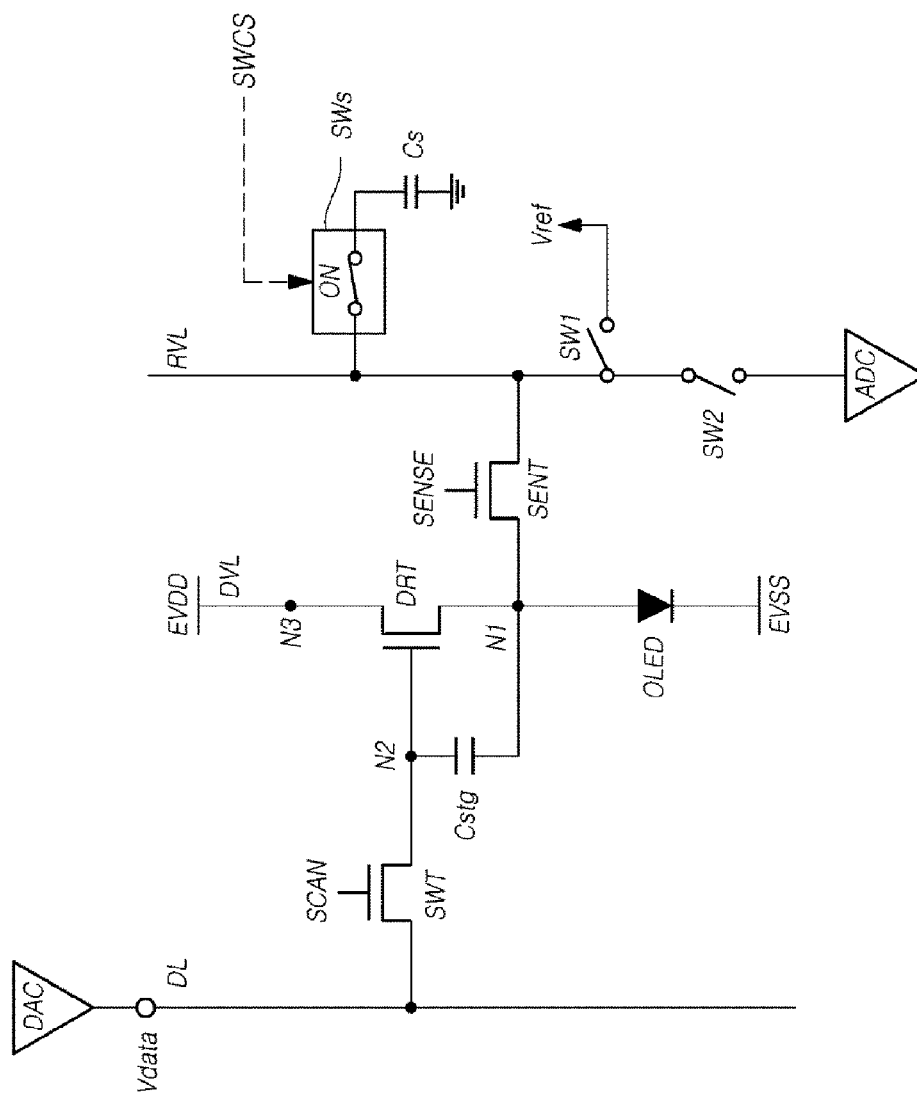 SWCS
SWs
RVL
ON
Cs
EVDD
DVL
N3
DRT
SENSE
SENT
SW1
Vref
SW2
ADC
DAC
Vdata
DL
SCAN
SWT
N2
Cstg
N1
OLED
EVSS